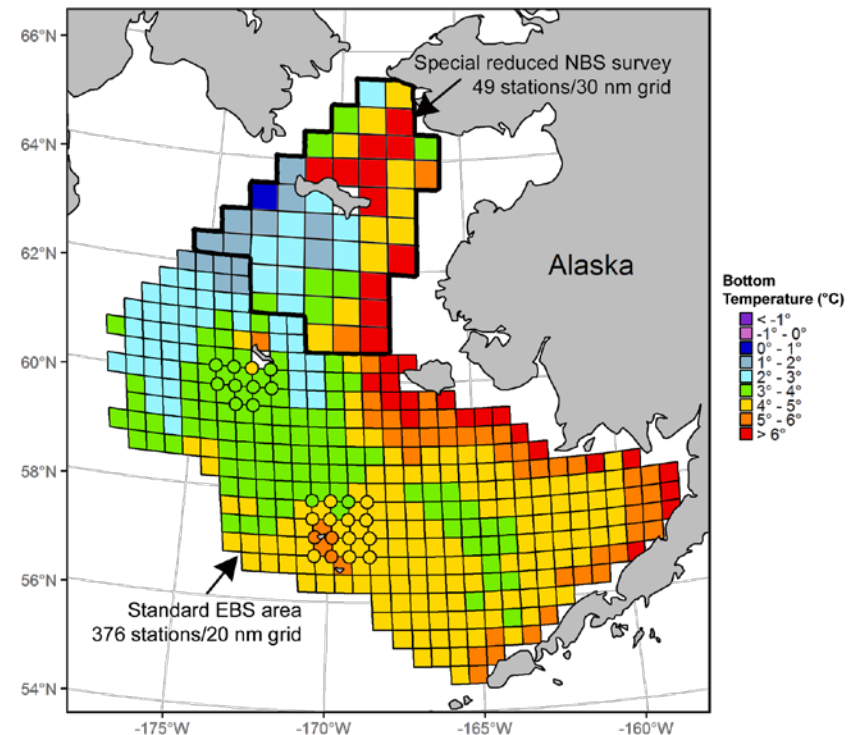 66°N
64°N
62°N
60°N
58°N
56°N
54°N
Special reduced NBS survey
49 stations/30 nm grid
Alaska
Standard EBS area
376 stations/20 nm grid
-175°W
-170°W
-165°W
-160°W
Bottom
Temperature (°C)
< -1°
-1° - 0°
0° - 1°
1° - 2°
2° - 3°
3° - 4°
4° - 5°
5° - 6°
> 6°